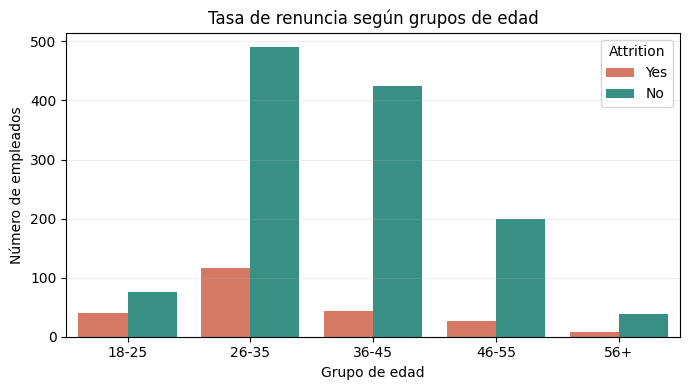 Tasa de renuncia según grupos de edad
Número de empleados
500
400
300
200
100
0
Attrition
Yes
No
18-25
26-35
36-45
46-55
56+
Grupo de edad